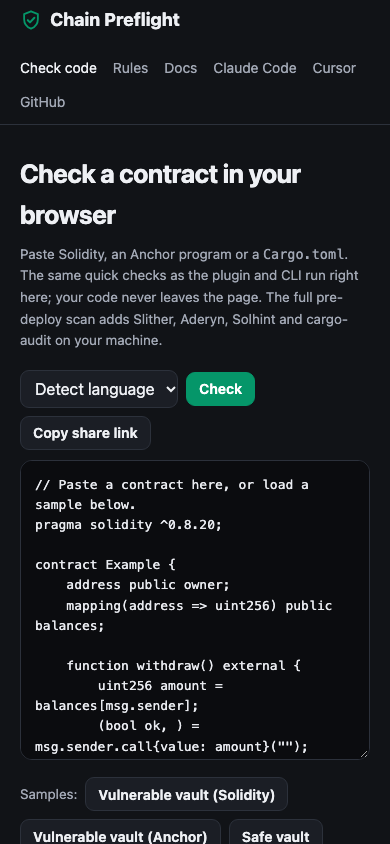 Chain Preflight
Check code Rules Docs Claude Code Cursor
GitHub
Check a contract in your
browser
Paste Solidity, an Anchor program or a Cargo.toml.
The same quick checks as the plugin and CLI run right
here; your code never leaves the page. The full pre-
deploy scan adds Slither, Aderyn, Solhint and cargo-
audit on your machine.
Detect language Check
Copy share link
// Paste a contract here, or load a
sample below.
pragma solidity ^0.8.20;
contract Example {
    address public owner;
    mapping(address => uint256) public
balances;
    function withdraw() external {
        uint256 amount =
balances[msg.sender];
        (bool ok, ) =
msg.sender.call{value: amount}("");
Samples: Vulnerable vault (Solidity)
Vulnerable vault (Anchor) Safe vault